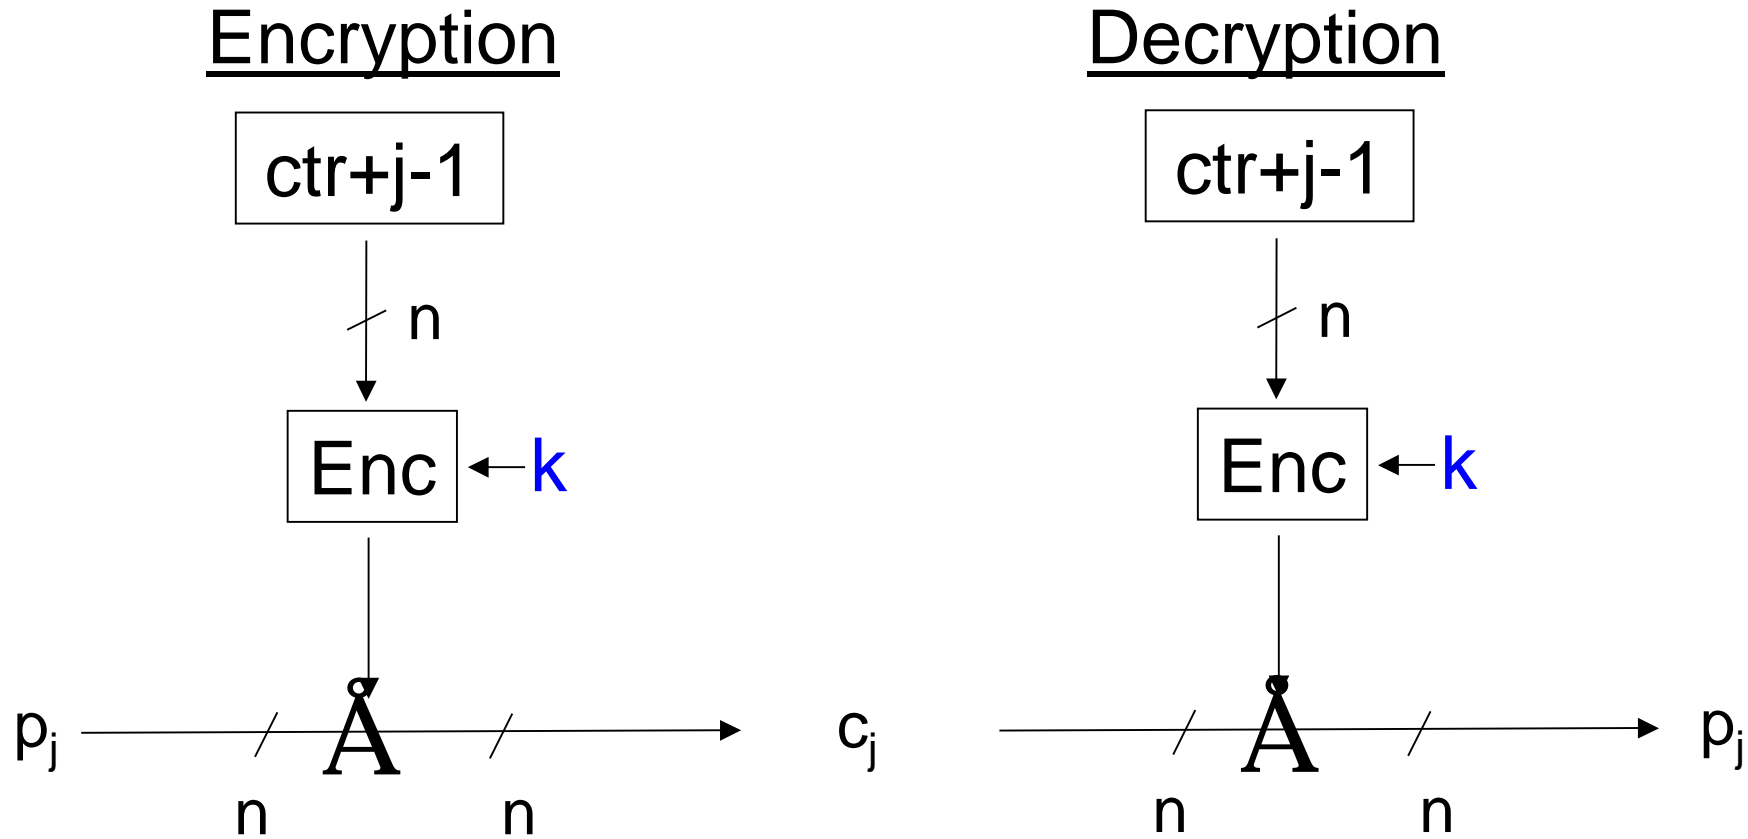 Encryption
Decryption
ctr+j-1
ctr+j-1
n
n
Enc
k
Enc
k
pj
Å
cj
Å
pj
n
n
n
n